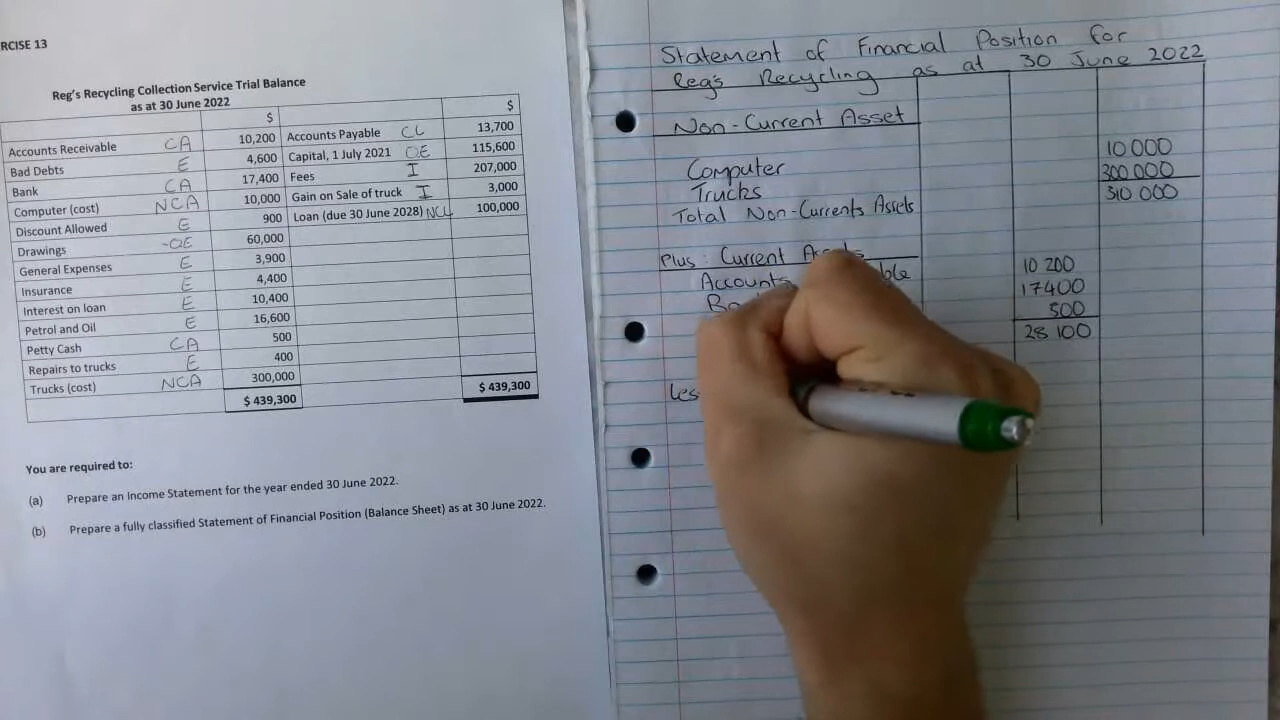 RCISE 13
Reg's Recycling Collection Service Trial Balance
as at 30 June 2022
$ $
Accounts Receivable CA 10,200 Accounts Payable CL 13,700
Bad Debts E 4,600 Capital, 1 July 2021 OE 115,600
Bank CA 17,400 Fees I 207,000
Computer (cost) NCA 10,000 Gain on Sale of truck I 3,000
Discount Allowed E 900 Loan (due 30 June 2028) NCL 100,000
Drawings -OE 60,000
General Expenses E 3,900
Insurance E 4,400
Interest on loan E 10,400
Petrol and Oil E 16,600
Petty Cash CA 500
Repairs to trucks E 400
Trucks (cost) NCA 300,000
$ 439,300 $ 439,300
You are required to:
(a) Prepare an Income Statement for the year ended 30 June 2022.
(b) Prepare a fully classified Statement of Financial Position (Balance Sheet) as at 30 June 2022.
Statement of Financial Position for
Reg's Recycling as at 30 June 2022
Non-Current Asset
Computer 10 000
Trucks 300 000
Total Non-Currents Assets 310 000
Plus: Current Assets
Accounts 10 200
17400
500
28 100